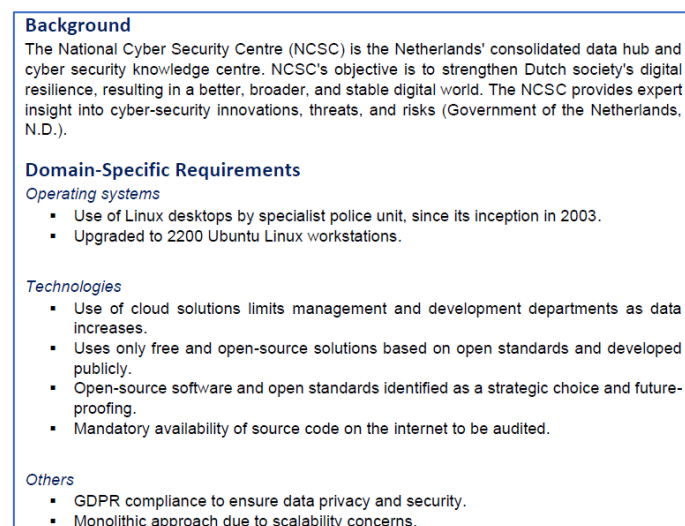 Background
The National Cyber Security Centre (NCSC) is the Netherlands' consolidated data hub and
cyber security knowledge centre. NCSC's objective is to strengthen Dutch society's digital
resilience, resulting in a better, broader, and stable digital world. The NCSC provides expert
insight into cyber-security innovations, threats, and risks (Government of the Netherlands,
N.D.).
Domain-Specific Requirements
Operating systems
▪ Use of Linux desktops by specialist police unit, since its inception in 2003.
▪ Upgraded to 2200 Ubuntu Linux workstations.
Technologies
▪ Use of cloud solutions limits management and development departments as data
increases.
▪ Uses only free and open-source solutions based on open standards and developed
publicly.
▪ Open-source software and open standards identified as a strategic choice and future-
proofing.
▪ Mandatory availability of source code on the internet to be audited.
Others
▪ GDPR compliance to ensure data privacy and security.
▪ Monolithic approach due to scalability concerns.